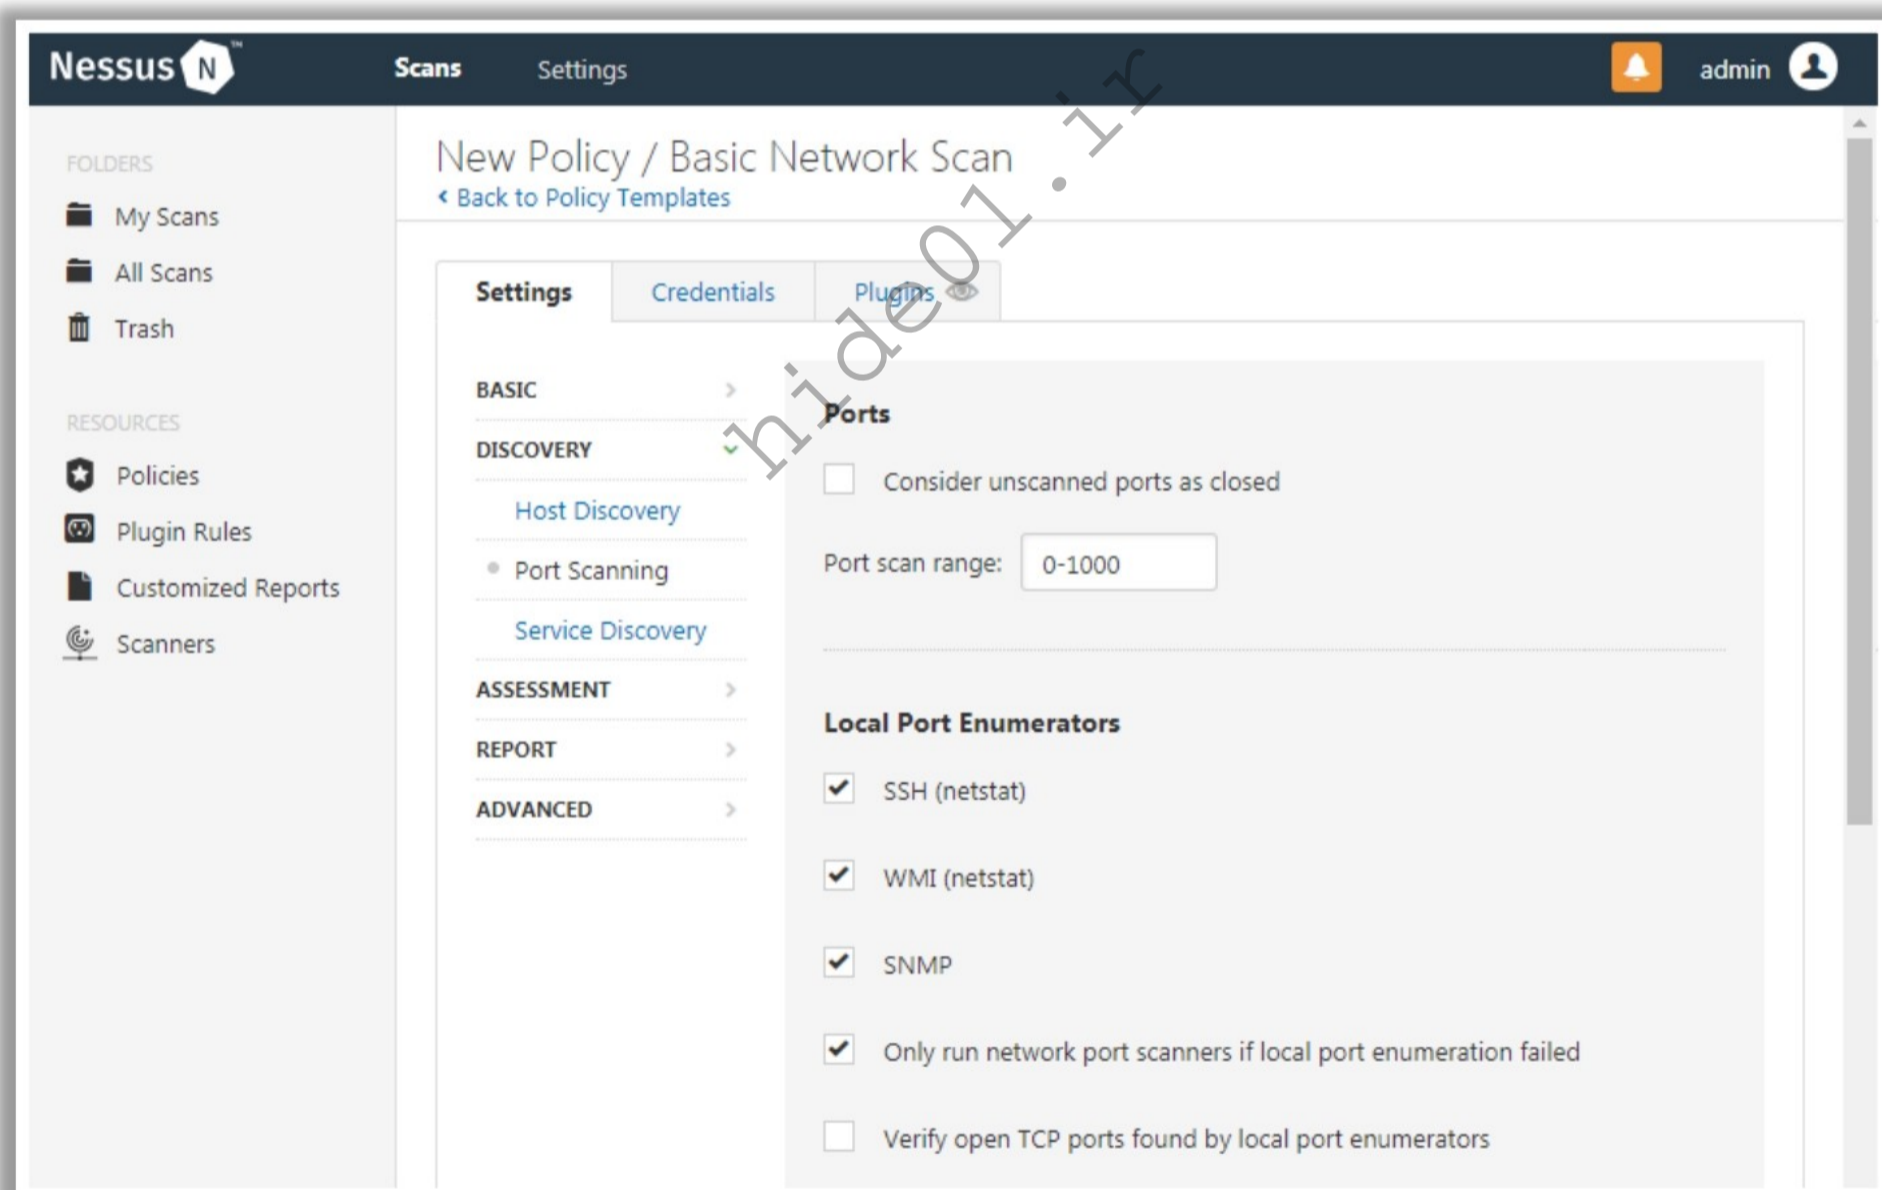 Nessus N ™
Scans
Settings
admin
FOLDERS
My Scans
All Scans
Trash
RESOURCES
Policies
Plugin Rules
Customized Reports
Scanners
New Policy / Basic Network Scan
Back to Policy Templates
Settings
Credentials
Plugins
BASIC
DISCOVERY
Host Discovery
Port Scanning
Service Discovery
ASSESSMENT
REPORT
ADVANCED
Ports
Consider unscanned ports as closed
Port scan range: 0-1000
Local Port Enumerators
SSH (netstat)
WMI (netstat)
SNMP
Only run network port scanners if local port enumeration failed
Verify open TCP ports found by local port enumerators
hide01.ir